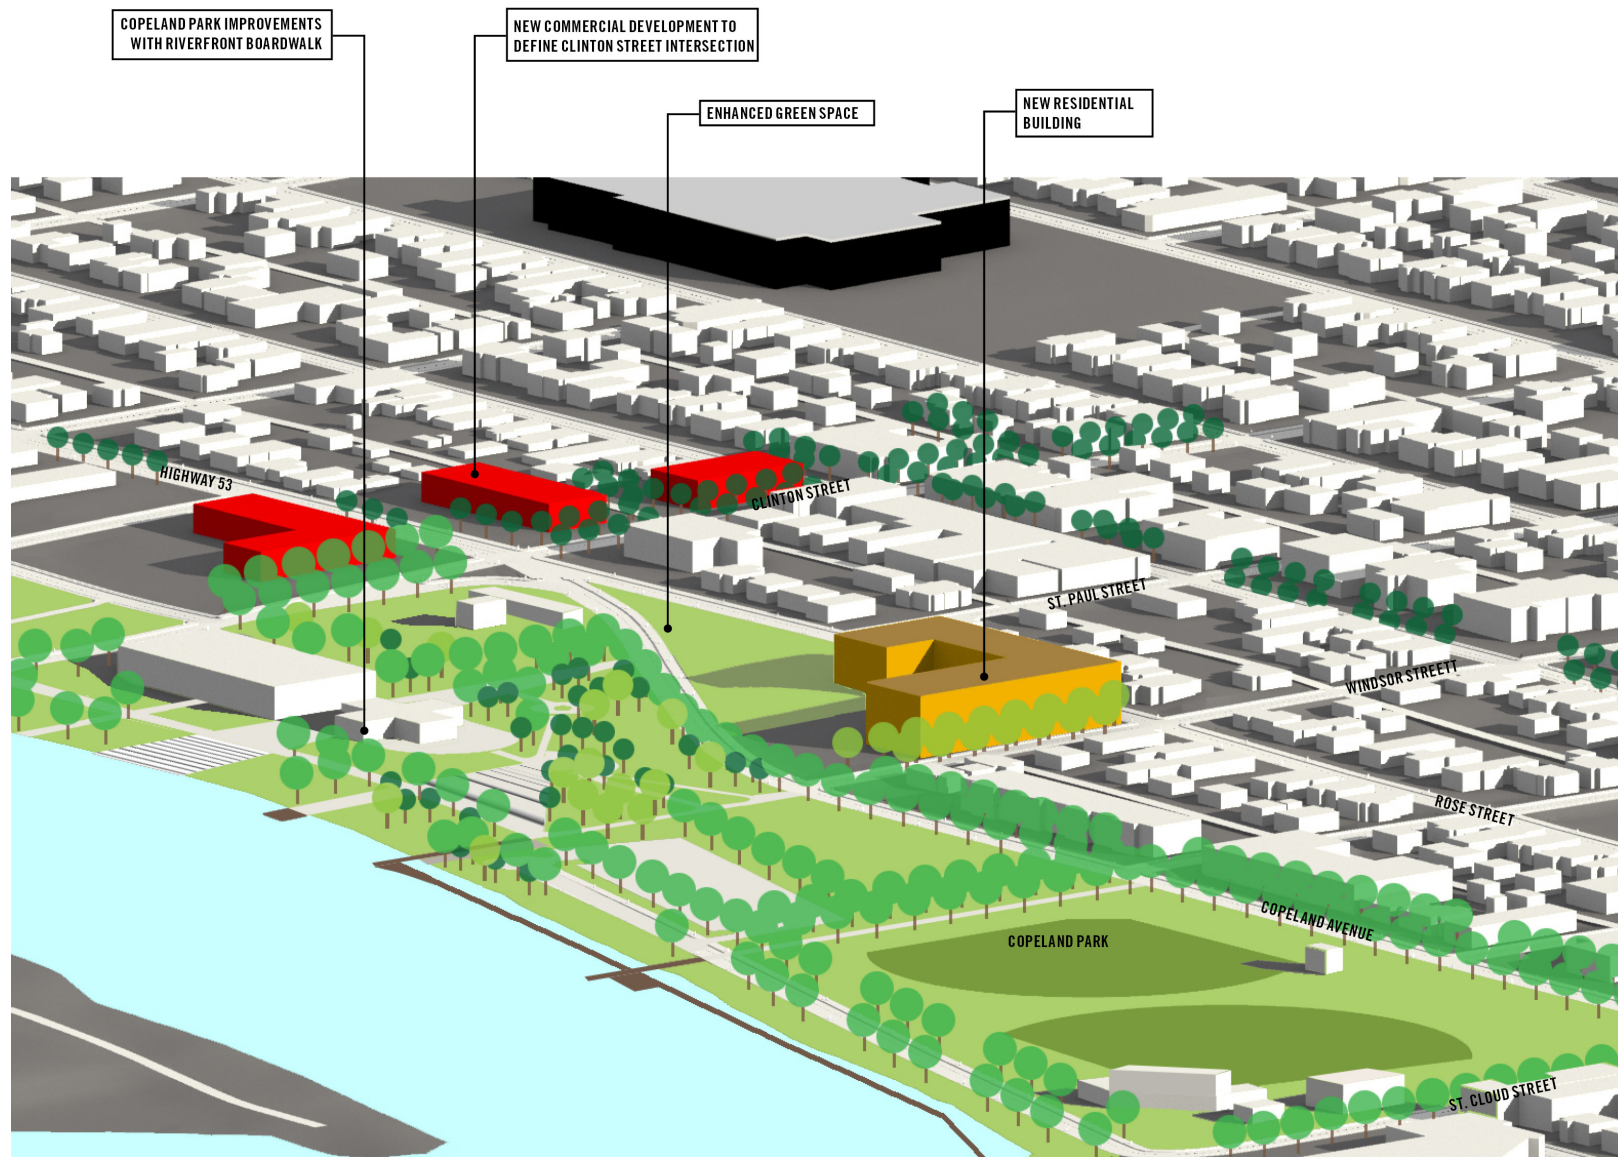 COPELAND PARK IMPROVEMENTS
WITH RIVERFRONT BOARDWALK
NEW COMMERCIAL DEVELOPMENT TO
DEFINE CLINTON STREET INTERSECTION
ENHANCED GREEN SPACE
NEW RESIDENTIAL
BUILDING
HIGHWAY 53
CLINTON STREET
ST. PAUL STREET
WINDSOR STREETT
ROSE STREET
COPELAND AVENUE
COPELAND PARK
ST. CLOUD STREET